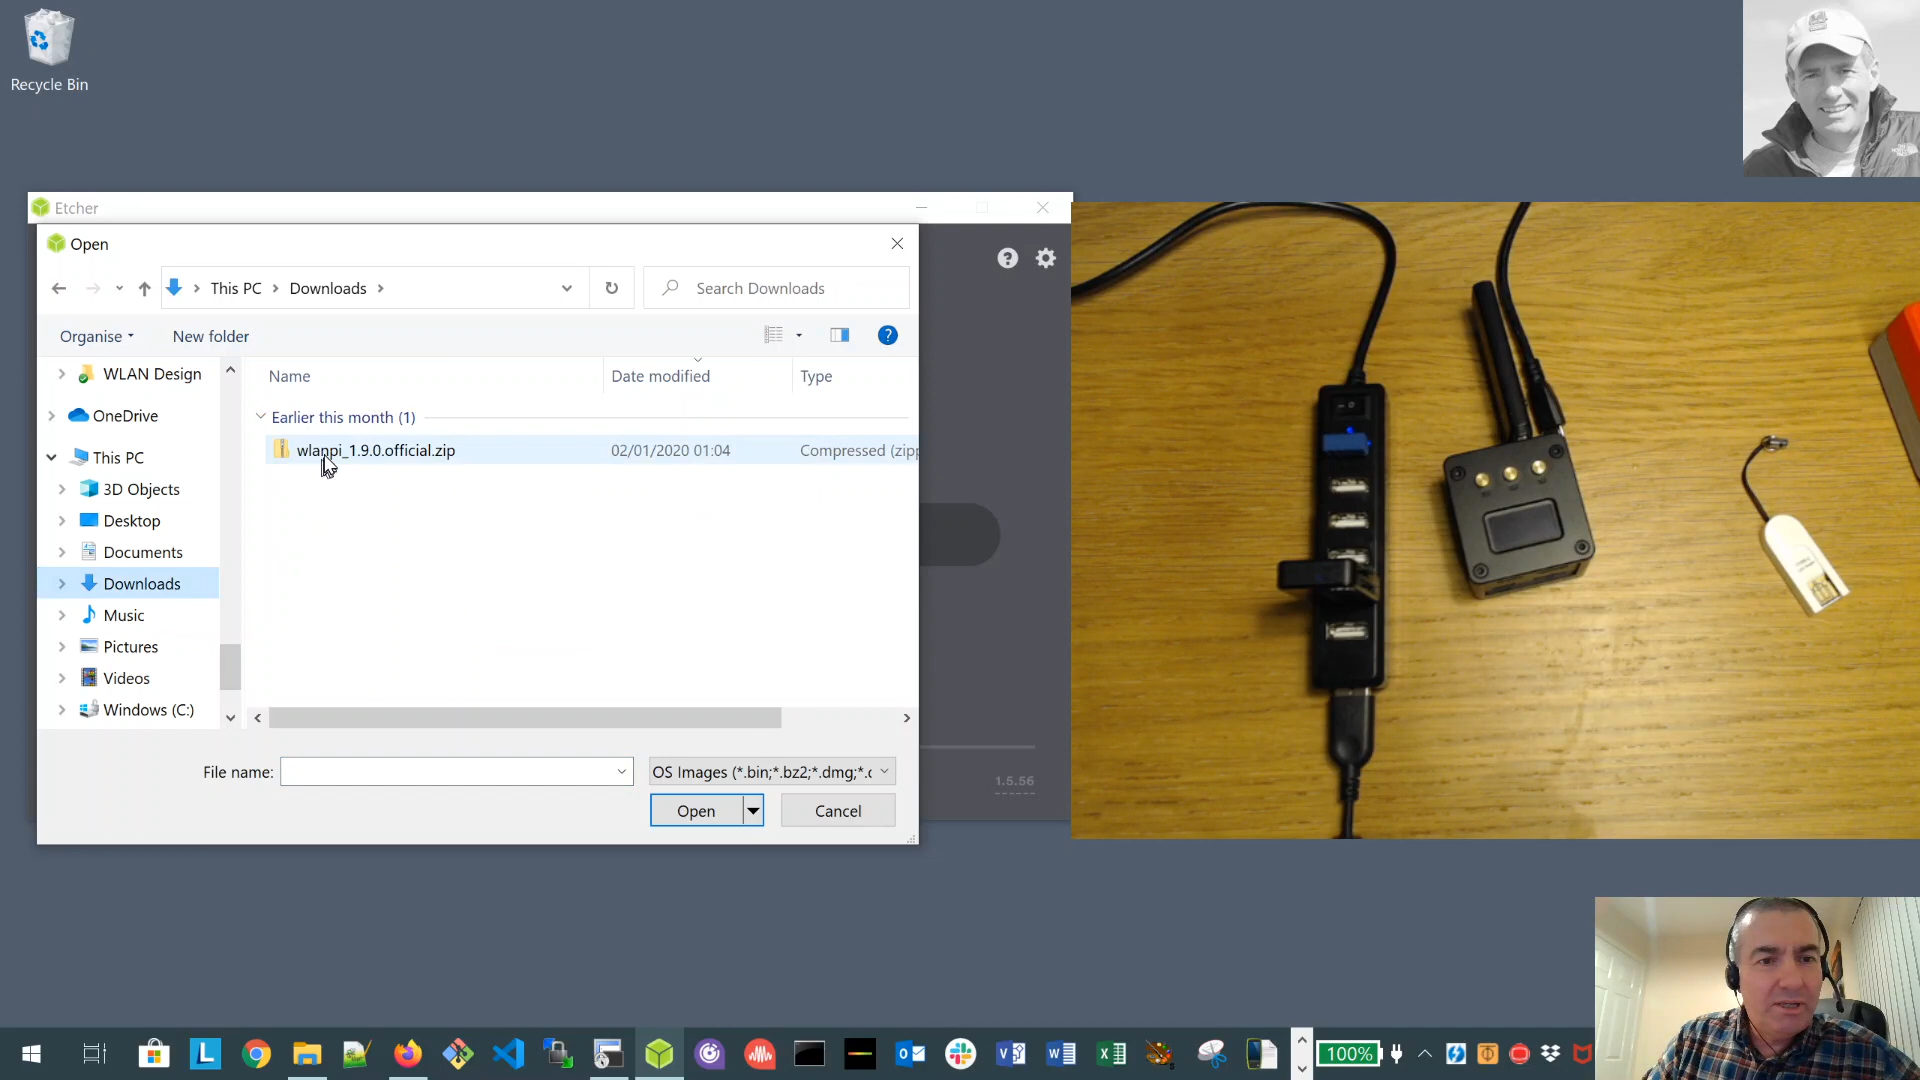 Recycle Bin
Etcher
Open
This PC
Downloads
Search Downloads
Organise
New folder
WLAN Design
OneDrive
This PC
3D Objects
Desktop
Documents
Downloads
Music
Pictures
Videos
Windows (C:)
Name
Date modified
Type
Earlier this month (1)
wlanpi_1.9.0.official.zip
02/01/2020 01:04
Compressed (zipp
File name:
OS Images (*.bin;*.bz2;*.dmg;*.c
Open
Cancel
1.5.56
100%